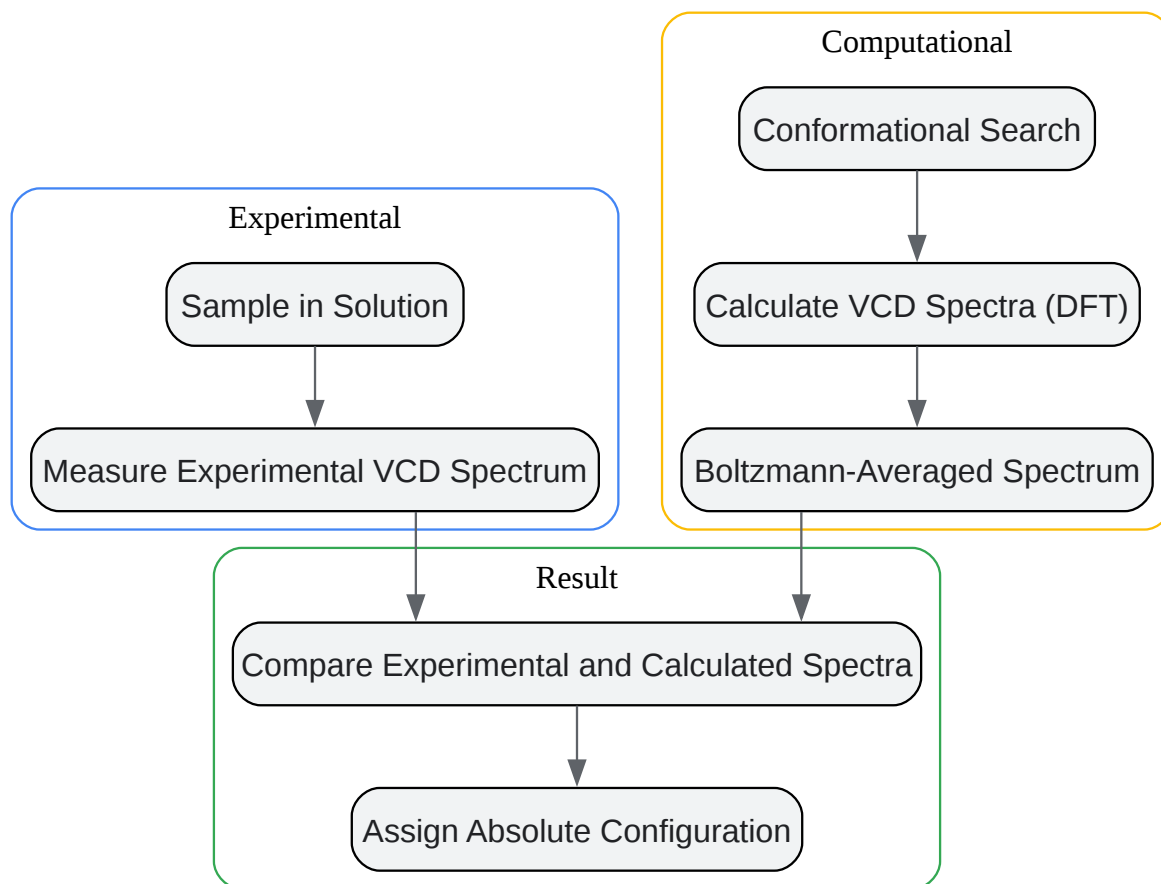 Computational
Conformational Search
Calculate VCD Spectra (DFT)
Boltzmann-Averaged Spectrum
Experimental
Sample in Solution
Measure Experimental VCD Spectrum
Result
Compare Experimental and Calculated Spectra
Assign Absolute Configuration